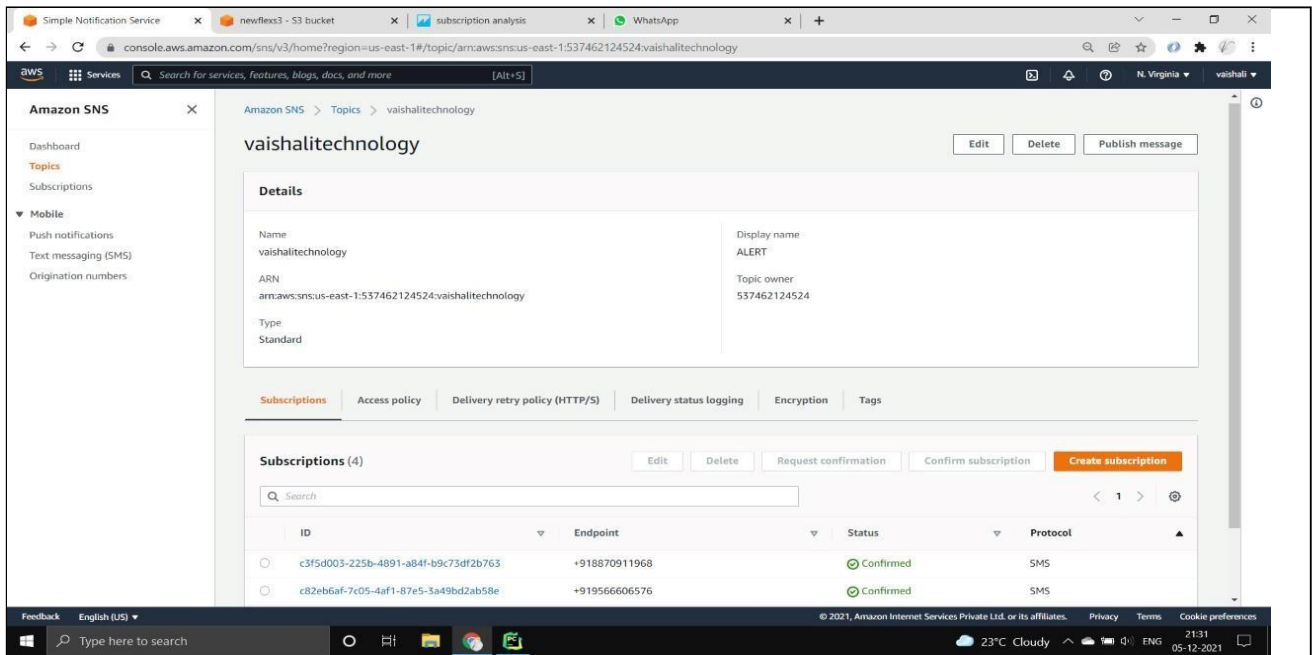 Simple Notification Service
newflexs3 - S3 bucket
subscription analysis
WhatsApp
console.aws.amazon.com/sns/v3/home?region=us-east-1#/topic/arn:aws:sns:us-east-1:537462124524:vaishalitechnology
aws Services Search for services, features, blogs, docs, and more [Alt+S] N. Virginia vaishali
Amazon SNS
Dashboard
Topics
Subscriptions
Mobile
Push notifications
Text messaging (SMS)
Origination numbers
Amazon SNS > Topics > vaishalitechnology
vaishalitechnology
Edit Delete Publish message
Details
Name
vaishalitechnology
ARN
arn:aws:sns:us-east-1:537462124524:vaishalitechnology
Type
Standard
Display name
ALERT
Topic owner
537462124524
Subscriptions Access policy Delivery retry policy (HTTP/S) Delivery status logging Encryption Tags
Subscriptions (4) Edit Delete Request confirmation Confirm subscription Create subscription
Search
< 1 >
ID Endpoint Status Protocol
c3f5d003-225b-4891-a84f-b9c73df2b763 +918870911968 Confirmed SMS
c82eb6af-7c05-4af1-87e5-3a49bd2ab58e +919566606576 Confirmed SMS
Feedback English (US) © 2021, Amazon Internet Services Private Ltd. or its affiliates. Privacy Terms Cookie preferences
Type here to search 23°C Cloudy ENG
21:31
05-12-2021